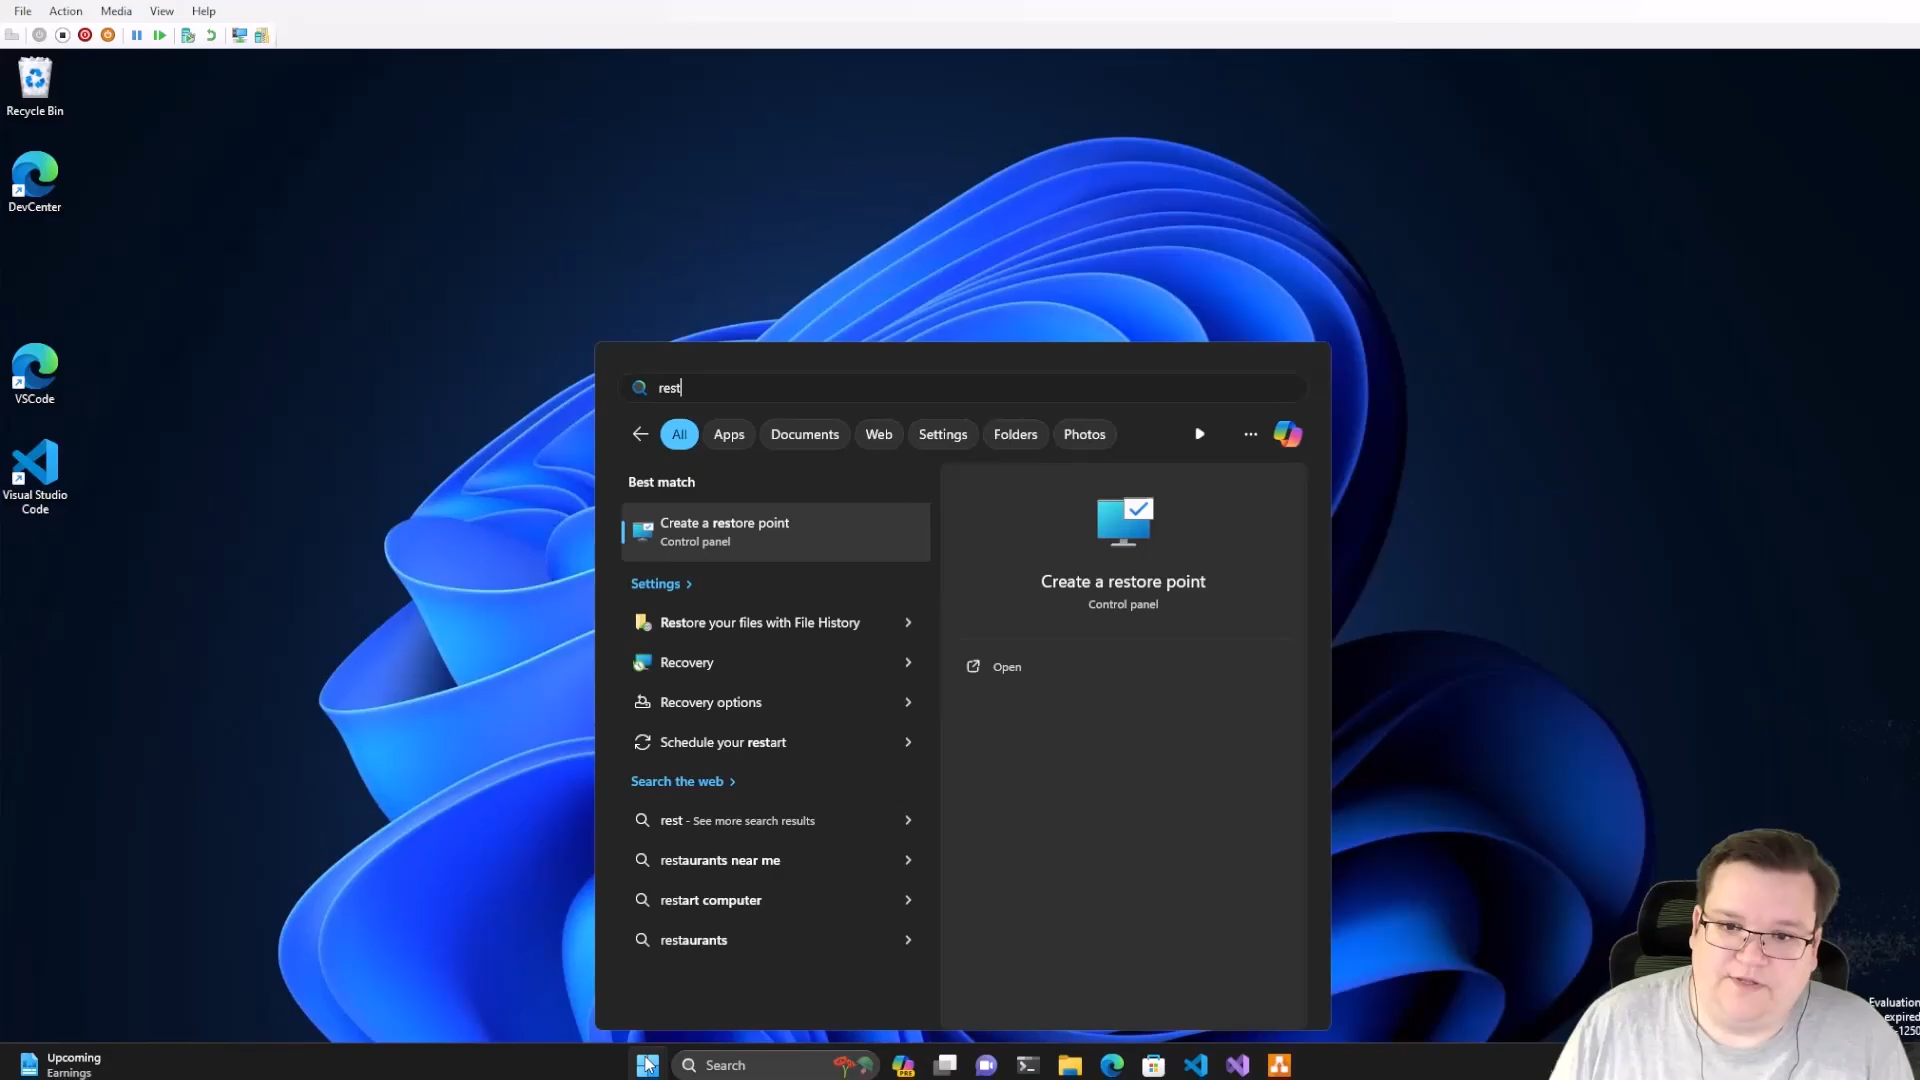 File Action Media View Help
Recycle Bin
DevCenter
VSCode
Visual Studio
Code
rest
All Apps Documents Web Settings Folders Photos
Best match
Create a restore point
Control panel
Settings
Restore your files with File History
Recovery
Recovery options
Schedule your restart
Search the web
rest - See more search results
restaurants near me
restart computer
restaurants
Create a restore point
Control panel
Open
Evaluation
expired
-1250
Upcoming
Earnings
Search
PRE